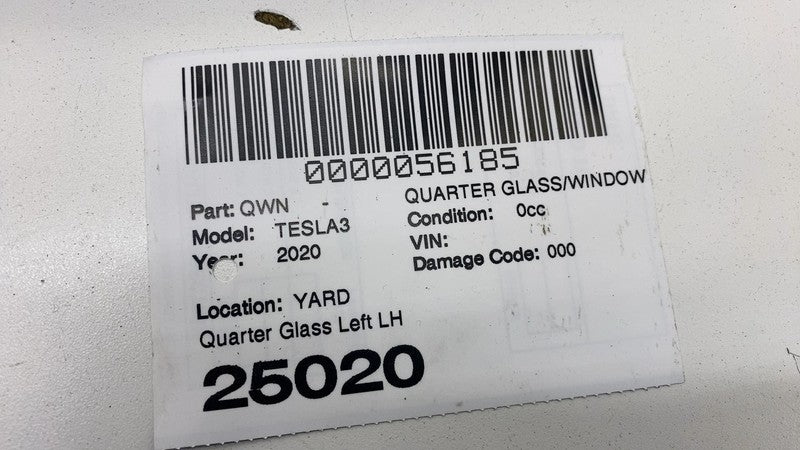 0000056185
Part: QWN - QUARTER GLASS/WINDOW
Model: TESLA3 Condition: 0cc
Year: 2020 VIN:
Damage Code: 000
Location: YARD
Quarter Glass Left LH
25020